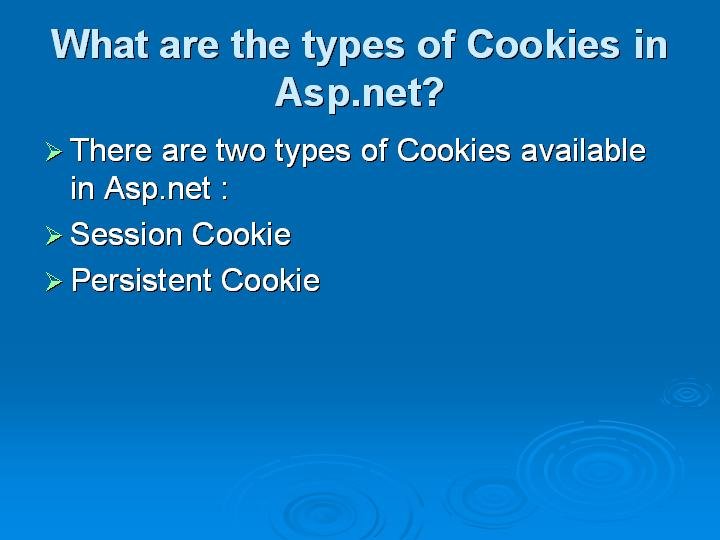 What are the types of Cookies in
Asp.net?
There are two types of Cookies available
in Asp.net :
Session Cookie
Persistent Cookie